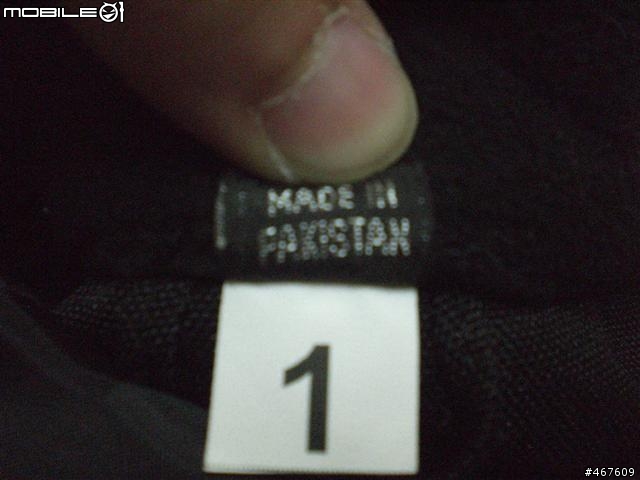 MOBILE01
MADE IN
PAKISTAN
1
#467609